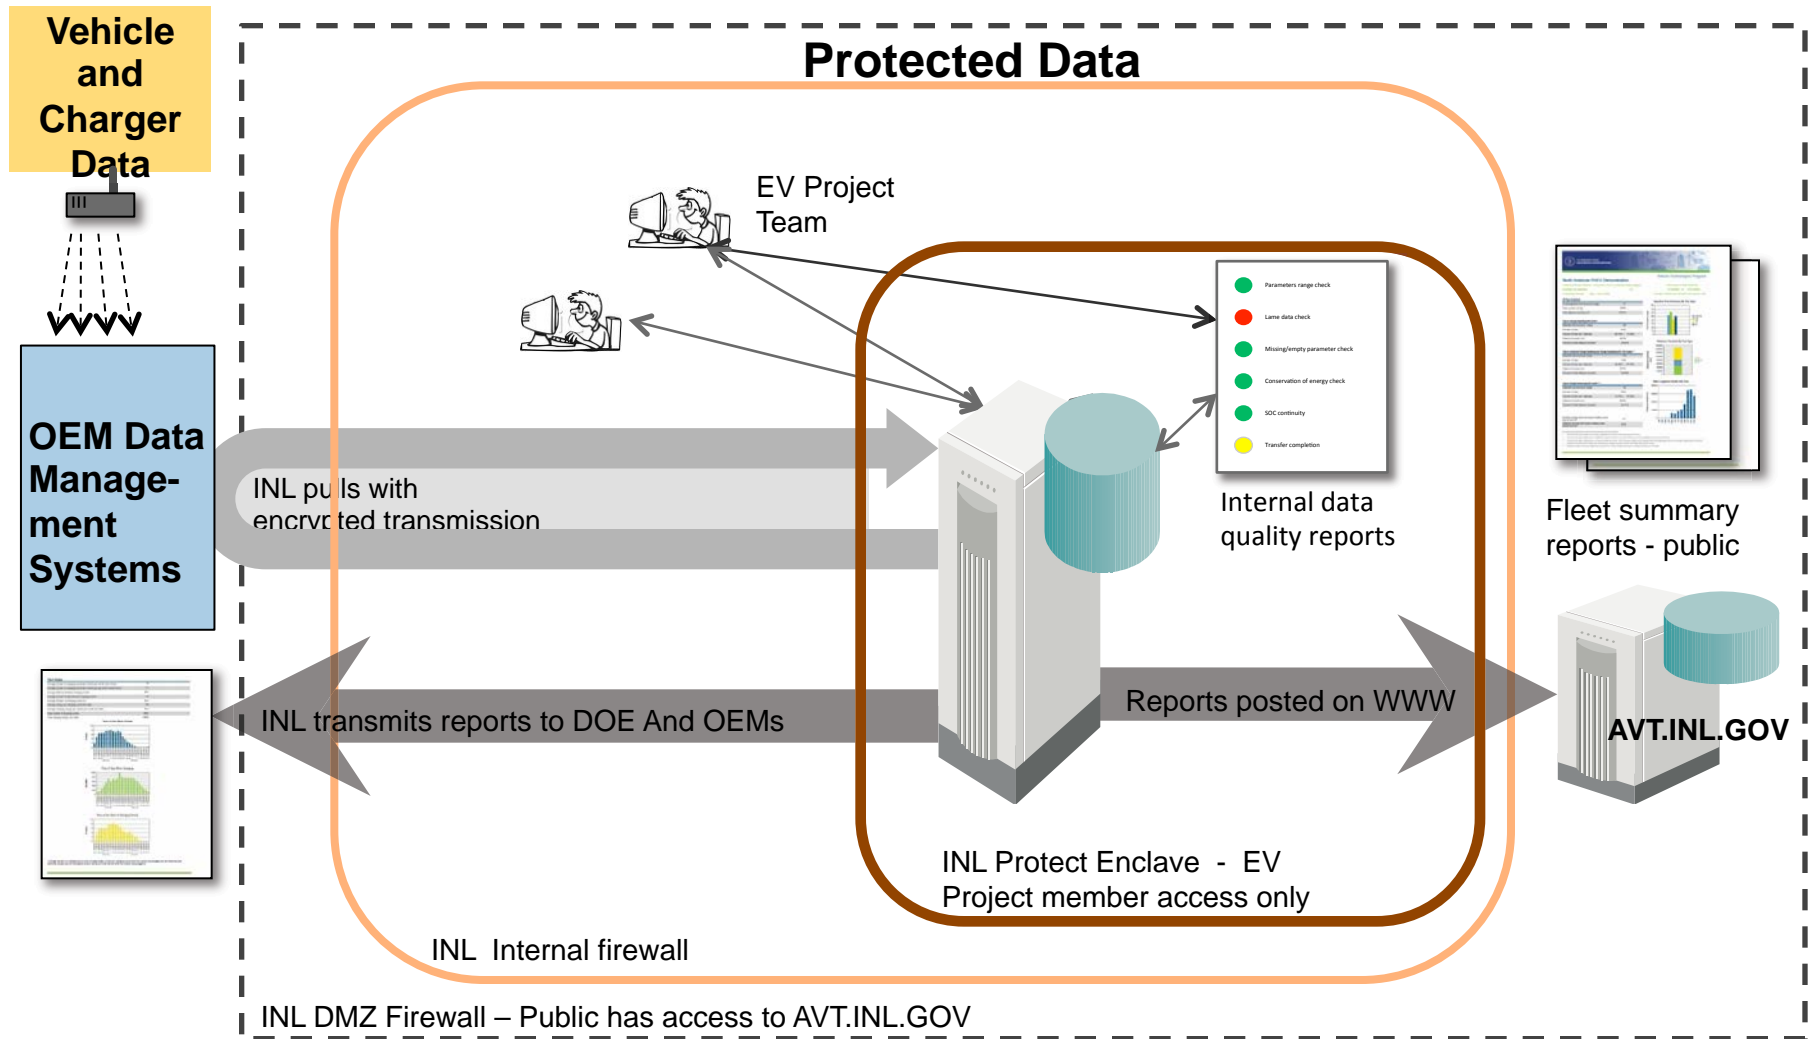 Vehicle
and
Charger
Data
Protected Data
EV Project
Team
Parameters range check
Lame data check
Missing/empty parameter check
Conservation of energy check
SOC continuity
Transfer completion
OEM Data
Manage-
ment
Systems
INL pulls with
encrypted transmission
Internal data
quality reports
Fleet summary
reports - public
INL transmits reports to DOE And OEMs
Reports posted on WWW
AVT.INL.GOV
INL Protect Enclave - EV
Project member access only
INL Internal firewall
INL DMZ Firewall – Public has access to AVT.INL.GOV